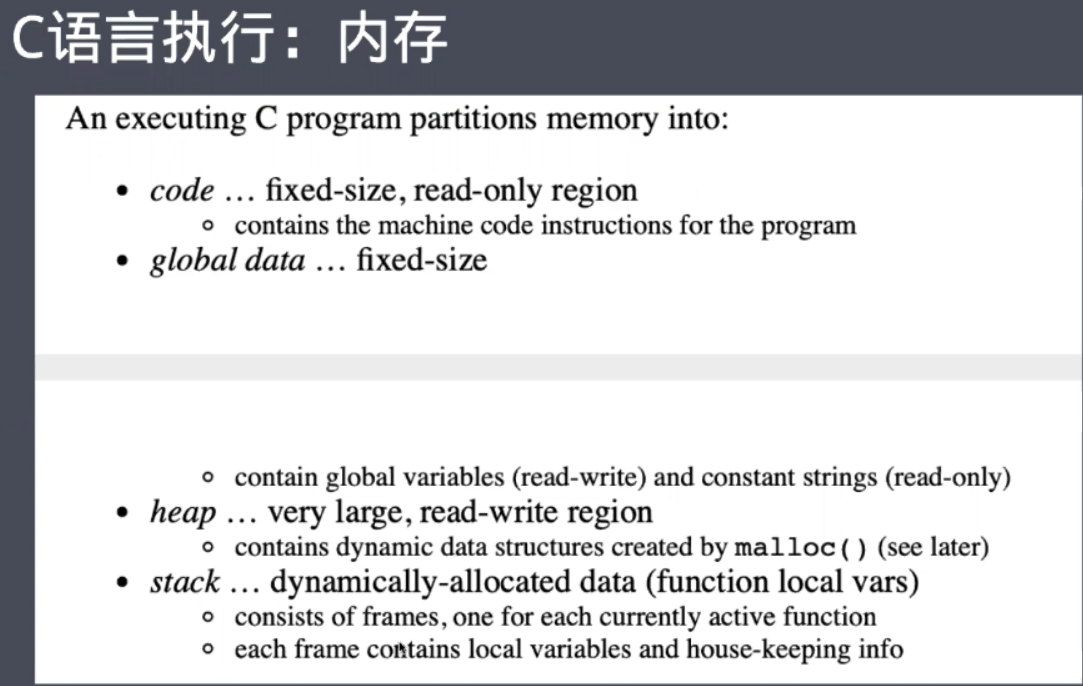 C语言执行：内存
An executing C program partitions memory into:
• code … fixed-size, read-only region
◦ contains the machine code instructions for the program
• global data … fixed-size
◦ contain global variables (read-write) and constant strings (read-only)
• heap … very large, read-write region
◦ contains dynamic data structures created by malloc() (see later)
• stack … dynamically-allocated data (function local vars)
◦ consists of frames, one for each currently active function
◦ each frame contains local variables and house-keeping info